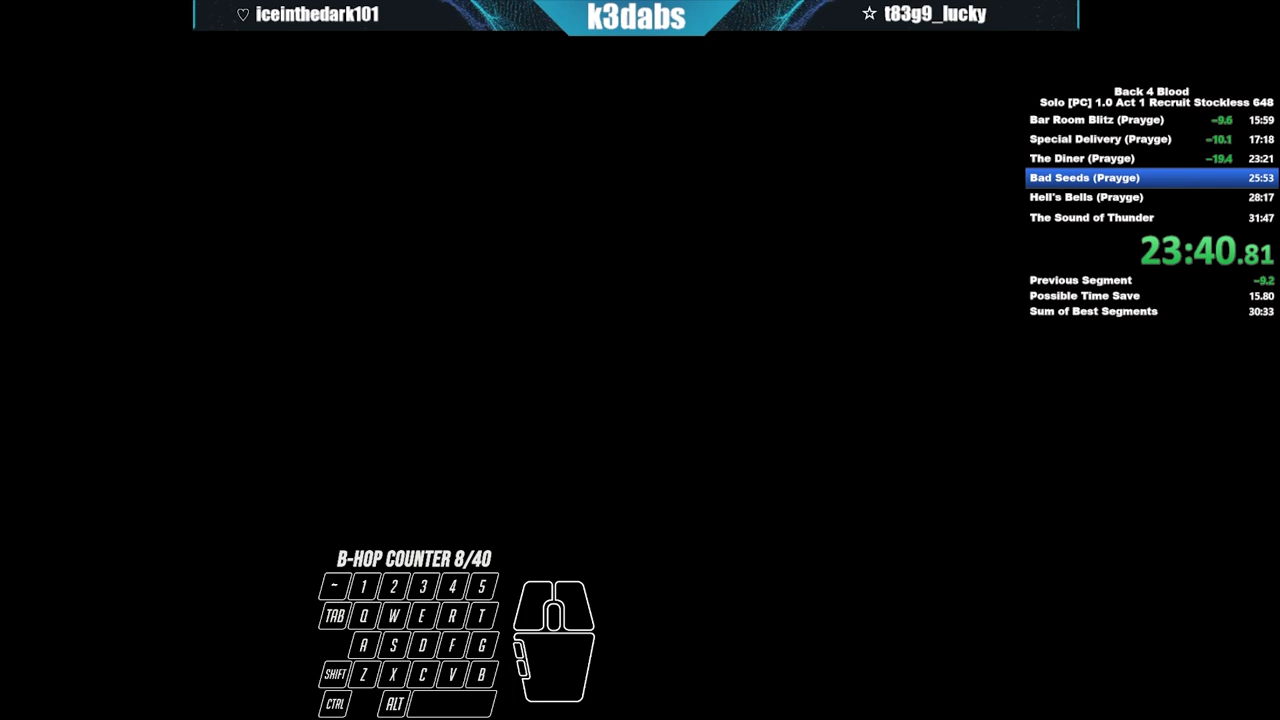 ♡ iceinthedark101
k3dabs
☆ t83g9_lucky
Back 4 Blood
Solo [PC] 1.0 Act 1 Recruit Stockless 648
Bar Room Blitz (Prayge) -9.6 15:59
Special Delivery (Prayge) -10.1 17:18
The Diner (Prayge) -19.4 23:21
Bad Seeds (Prayge) 25:53
Hell's Bells (Prayge) 28:17
The Sound of Thunder 31:47
23:40.81
Previous Segment -9.2
Possible Time Save 15.80
Sum of Best Segments 30:33
B-HOP COUNTER 8/40
~ 1 2 3 4 5
TAB Q W E R T
A S D F G
SHIFT Z X C V B
CTRL ALT